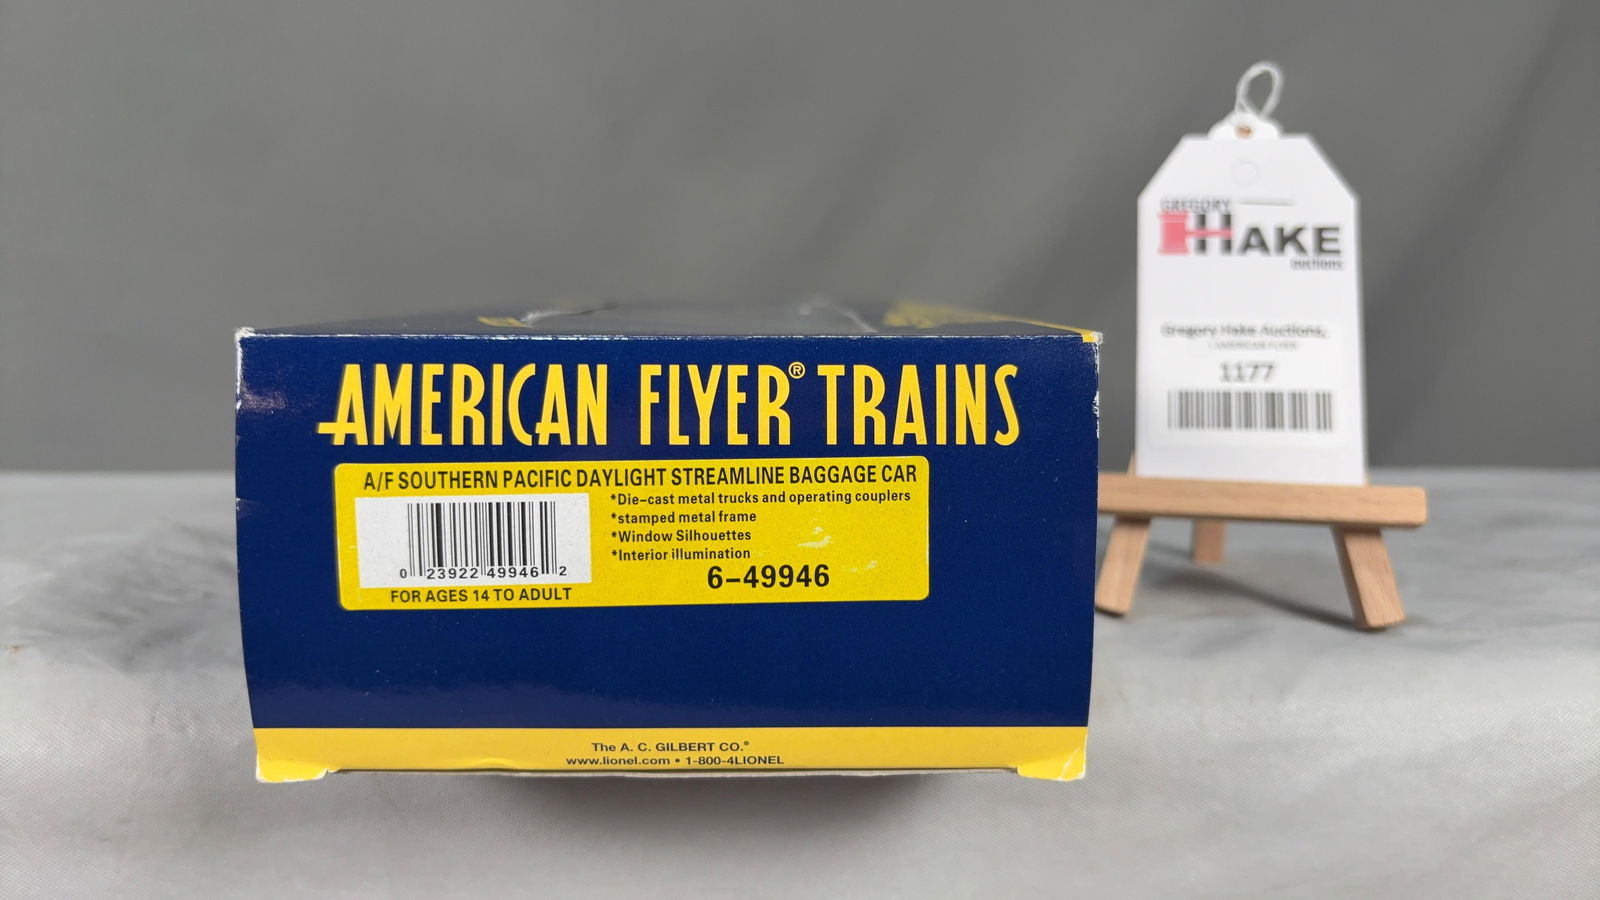 AMERICAN FLYER® TRAINS
A/F SOUTHERN PACIFIC DAYLIGHT STREAMLINE BAGGAGE CAR
*Die-cast metal trucks and operating couplers
*stamped metal frame
*Window Silhouettes
*Interior illumination
0 23922 49946 2
6-49946
FOR AGES 14 TO ADULT
The A. C. GILBERT CO.®
www.lionel.com • 1-800-4LIONEL
GREGORY
HAKE
auctions
Gregory Hake Auctions,
AMERICAN FLYER
1177